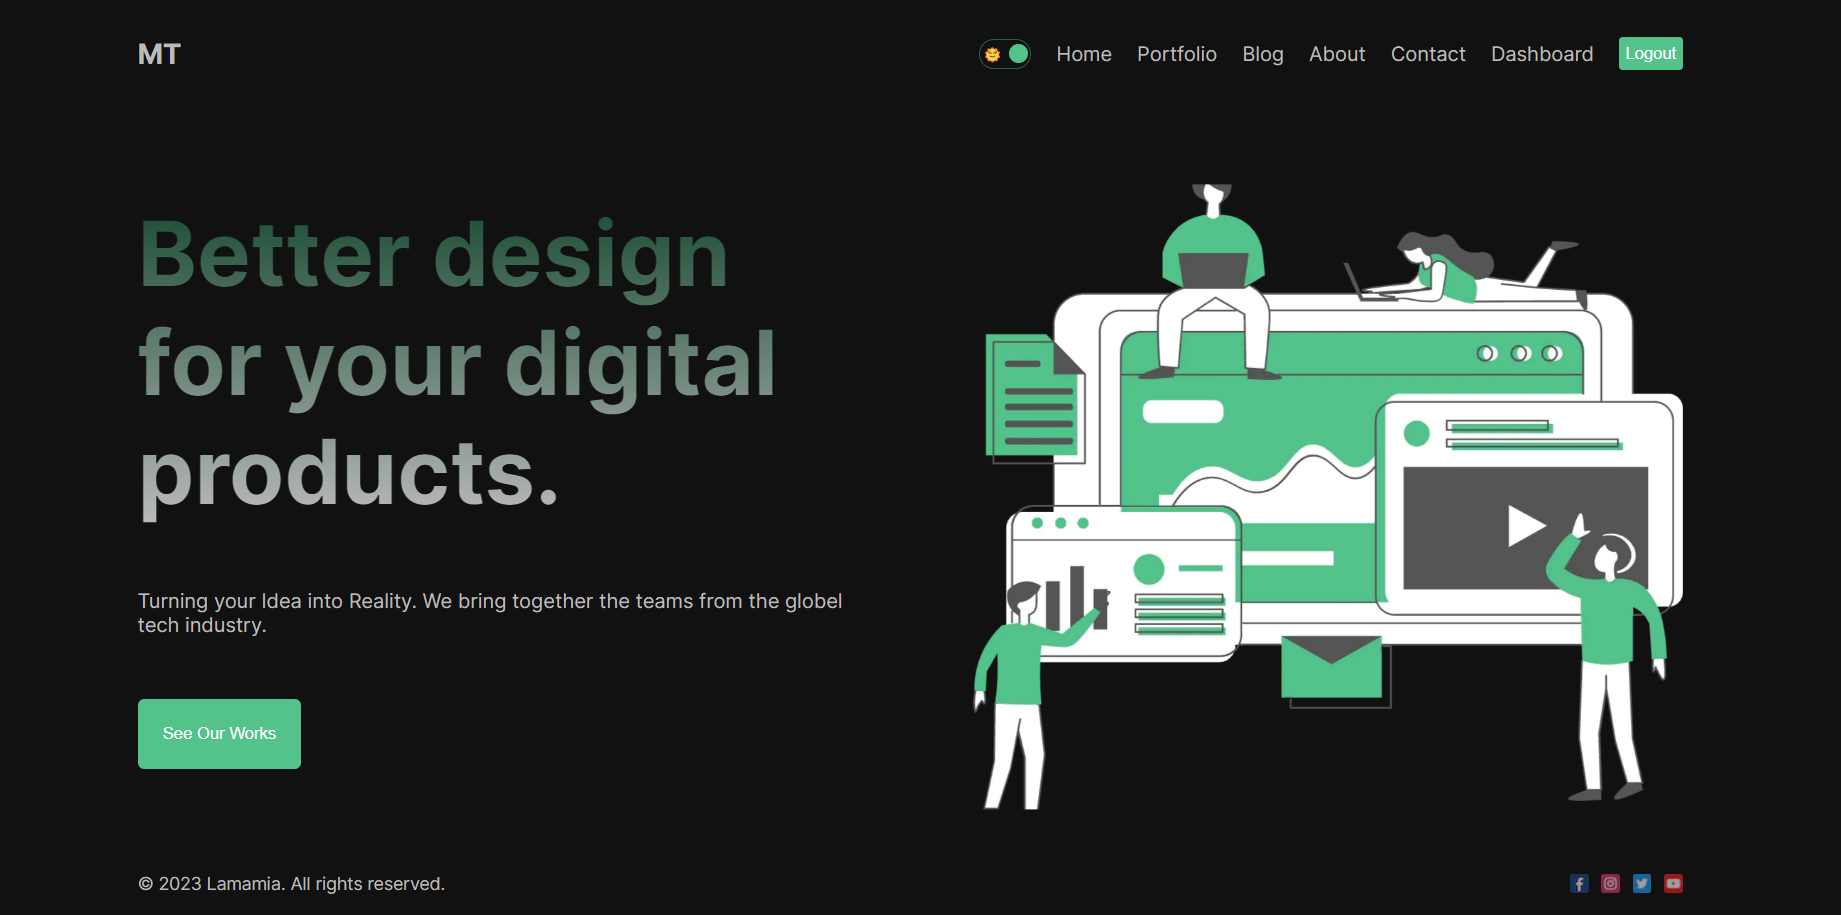 MT
Home Portfolio Blog About Contact Dashboard Logout
Better design
for your digital
products.
Turning your Idea into Reality. We bring together the teams from the globel
tech industry.
See Our Works
© 2023 Lamamia. All rights reserved.